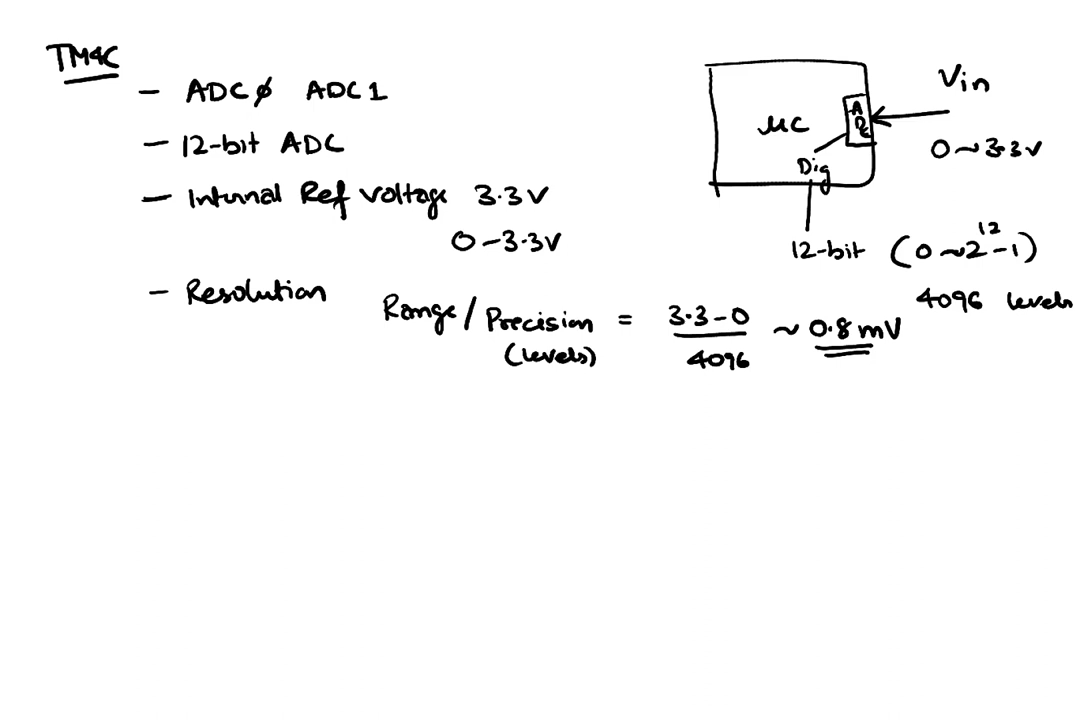 TM4C
- ADCφ ADC1
- 12-bit ADC
- Internal Ref Voltage 3.3V
0-3.3V
- Resolution
Range/Precision (levels) = 3.3-0 / 4096 ~ 0.8mV
μC
ADC
Vin
0~3.3V
Dig
12-bit (0~2^12-1)
4096 levels